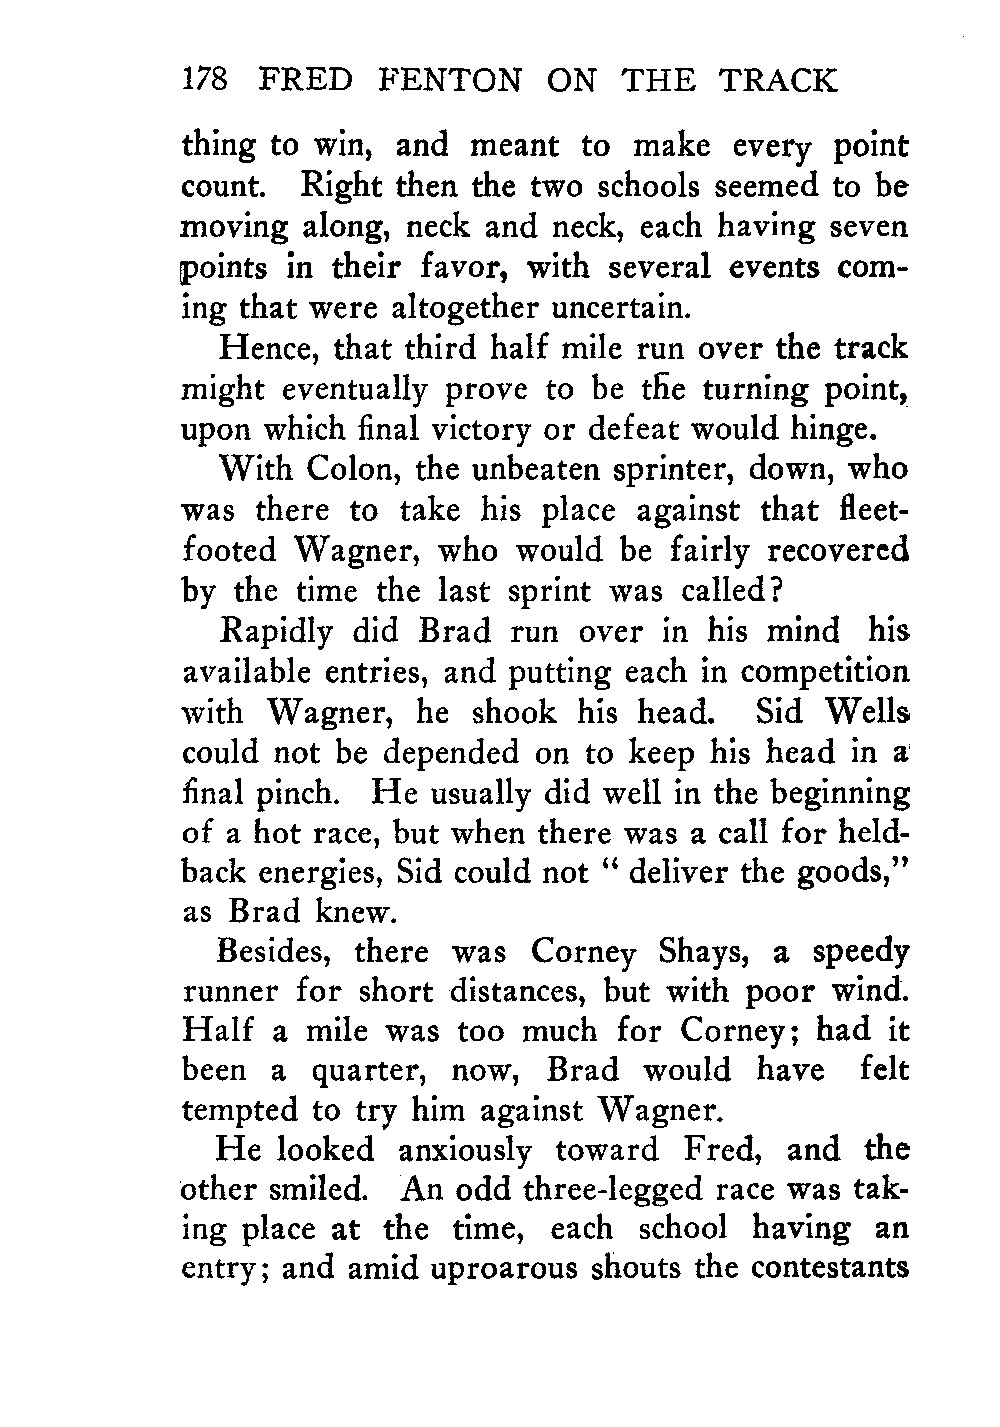 178 FRED FENTON ON THE TRACK
thing to win, and meant to make every point
count. Right then the two schools seemed to be
moving along, neck and neck, each having seven
points in their favor, with several events com-
ing that were altogether uncertain.
Hence, that third half mile run over the track
might eventually prove to be the turning point,
upon which final victory or defeat would hinge.
With Colon, the unbeaten sprinter, down, who
was there to take his place against that fleet-
footed Wagner, who would be fairly recovered
by the time the last sprint was called?
Rapidly did Brad run over in his mind his
available entries, and putting each in competition
with Wagner, he shook his head. Sid Wells
could not be depended on to keep his head in a
final pinch. He usually did well in the beginning
of a hot race, but when there was a call for held-
back energies, Sid could not “ deliver the goods,”
as Brad knew.
Besides, there was Corney Shays, a speedy
runner for short distances, but with poor wind.
Half a mile was too much for Corney; had it
been a quarter, now, Brad would have felt
tempted to try him against Wagner.
He looked anxiously toward Fred, and the
other smiled. An odd three-legged race was tak-
ing place at the time, each school having an
entry; and amid uproarous shouts the contestants